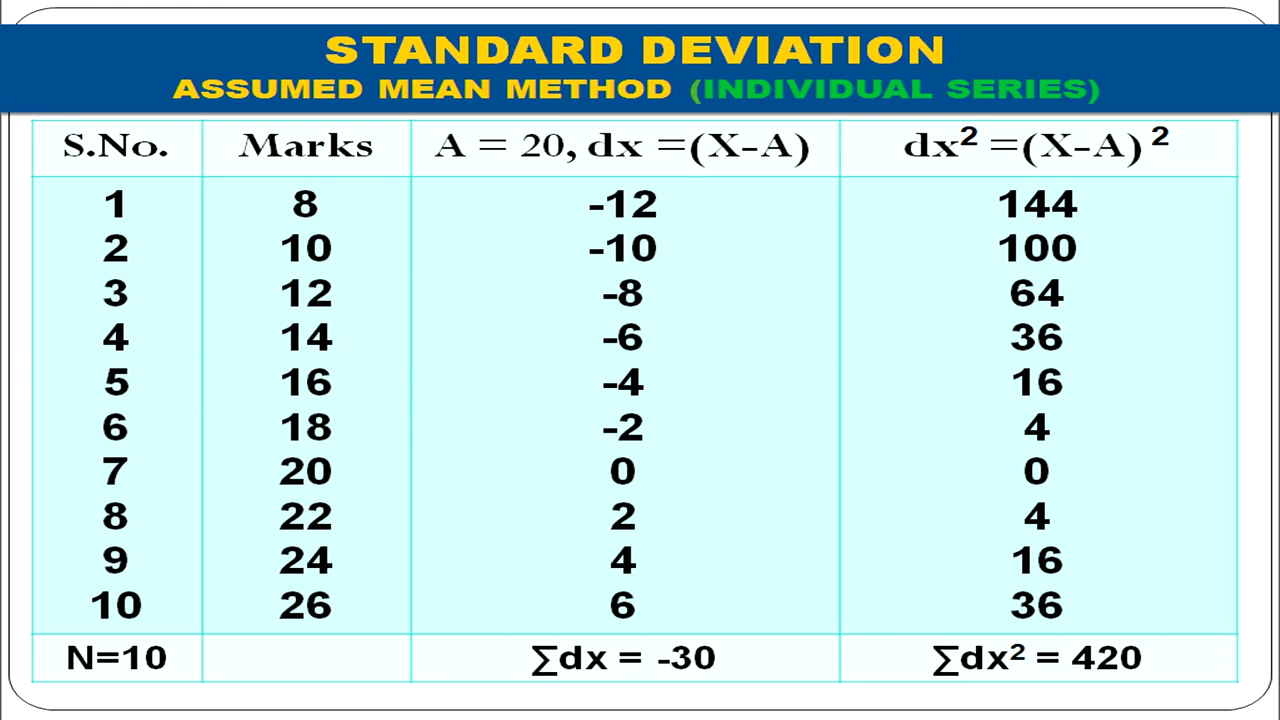 STANDARD DEVIATION
ASSUMED MEAN METHOD (INDIVIDUAL SERIES)
S.No. Marks A = 20, dx =(X-A) dx² =(X-A) ²
1 8 -12 144
2 10 -10 100
3 12 -8 64
4 14 -6 36
5 16 -4 16
6 18 -2 4
7 20 0 0
8 22 2 4
9 24 4 16
10 26 6 36
N=10 ∑dx = -30 ∑dx² = 420